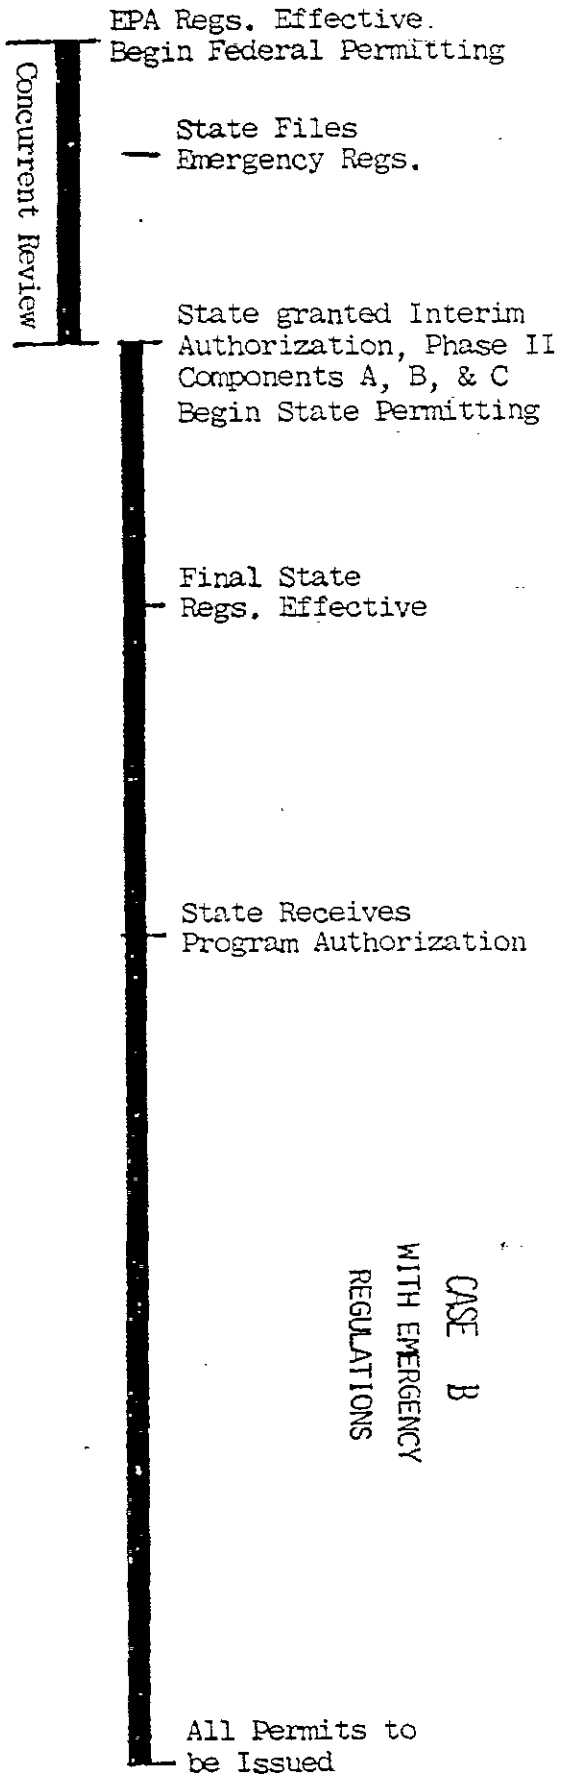 EPA Regs. Effective.
Begin Federal Permitting
Concurrent Review
State Files
Emergency Regs.
State granted Interim
Authorization, Phase II
Components A, B, & C
Begin State Permitting
Final State
Regs. Effective
State Receives
Program Authorization
CASE B
WITH EMERGENCY
REGULATIONS
All Permits to
be Issued